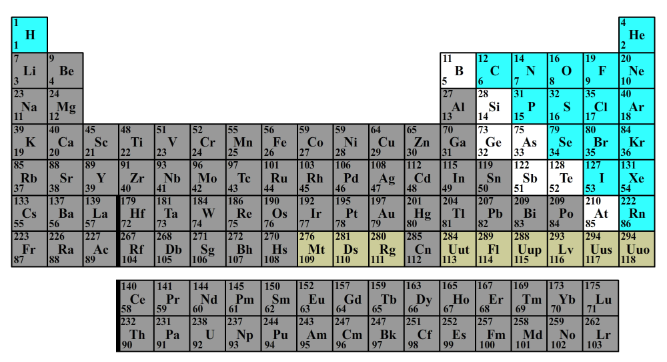 1 4
H He
1 2
7 9 11 12 14 16 19 20
Li Be B C N O F Ne
3 4 5 6 7 8 9 10
23 24 27 28 31 32 35 40
Na Mg Al Si P S Cl Ar
11 12 13 14 15 16 17 18
39 40 45 48 51 52 55 56 59 59 64 65 70 73 75 79 80 84
K Ca Sc Ti V Cr Mn Fe Co Ni Cu Zn Ga Ge As Se Br Kr
19 20 21 22 23 24 25 26 27 28 29 30 31 32 33 34 35 36
85 88 89 91 93 96 97 101 103 106 108 112 115 119 122 128 127 131
Rb Sr Y Zr Nb Mo Tc Ru Rh Pd Ag Cd In Sn Sb Te I Xe
37 38 39 40 41 42 43 44 45 46 47 48 49 50 51 52 53 54
133 137 139 179 181 184 186 190 192 195 197 201 204 207 209 209 210 222
Cs Ba La Hf Ta W Re Os Ir Pt Au Hg Tl Pb Bi Po At Rn
55 56 57 72 73 74 75 76 77 78 79 80 81 82 83 84 85 86
223 226 227 267 268 271 272 270 276 281 280 285 284 289 288 293 294 294
Fr Ra Ac Rf Db Sg Bh Hs Mt Ds Rg Cn Uut Fl Uup Lv Uus Uuo
87 88 89 104 105 106 107 108 109 110 111 112 113 114 115 116 117 118
140 141 144 145 150 152 157 159 163 165 167 169 173 175
Ce Pr Nd Pm Sm Eu Gd Tb Dy Ho Er Tm Yb Lu
58 59 60 61 62 63 64 65 66 67 68 69 70 71
232 231 238 237 244 243 247 247 251 252 257 258 259 262
Th Pa U Np Pu Am Cm Bk Cf Es Fm Md No Lr
90 91 92 93 94 95 96 97 98 99 100 101 102 103